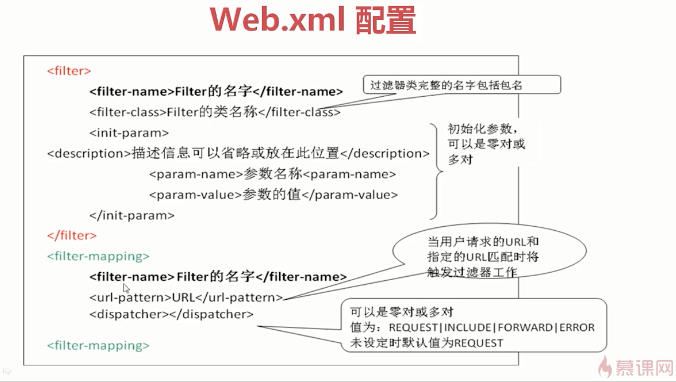 Web.xml 配置
<filter>
<filter-name>Filter的名字</filter-name>
过滤器类完整的名字包括包名
<filter-class>Filter的类名称</filter-class>
<init-param>
初始化参数，
可以是零对或
多对
<description>描述信息可以省略或放在此位置</description>
<param-name>参数名称<param-name>
<param-value>参数的值</param-value>
</init-param>
</filter>
<filter-mapping>
当用户请求的URL和
指定的URL匹配时将
触发过滤器工作
<filter-name>Filter的名字</filter-name>
<url-pattern>URL</url-pattern>
<dispatcher></dispatcher>
可以是零对或多对
值为：REQUEST|INCLUDE|FORWARD|ERROR
未设定时默认值为REQUEST
<filter-mapping>
慕课网